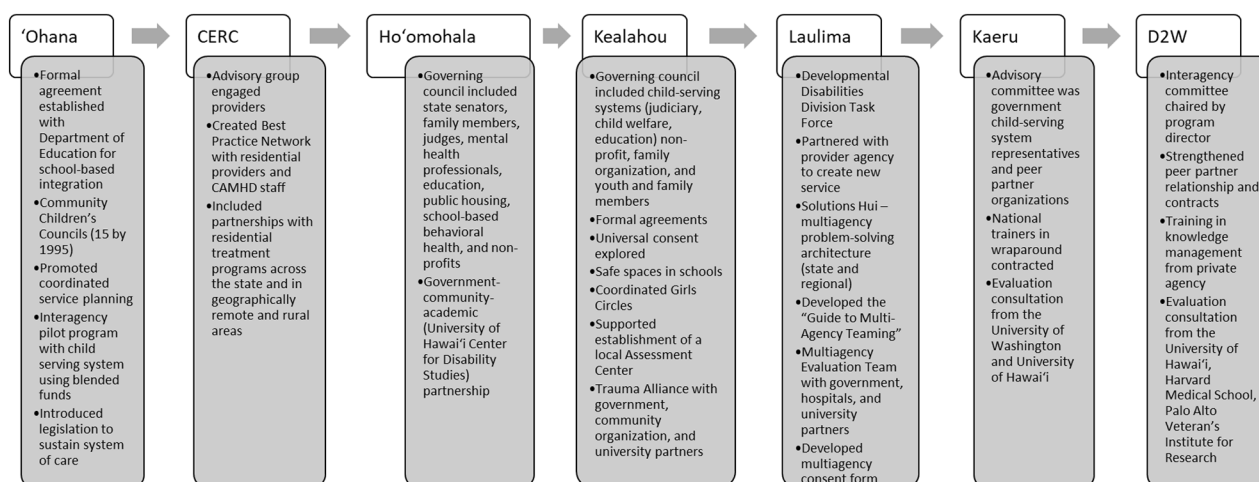 ʻOhana
•Formal
agreement
established
with
Department of
Education for
school-based
integration
•Community
Children's
Councils (15 by
1995)
•Promoted
coordinated
service planning
•Interagency
pilot program
with child
serving system
using blended
funds
•Introduced
legislation to
sustain system
of care
CERC
•Advisory group
engaged
providers
•Created Best
Practice Network
with residential
providers and
CAMHD staff
•Included
partnerships with
residential
treatment
programs across
the state and in
geographically
remote and rural
areas
Hoʻomohala
•Governing
council included
state senators,
family members,
judges, mental
health
professionals,
education,
public housing,
school-based
behavioral
health, and non-
profits
•Government-
community-
academic
(University of
Hawaiʻi Center
for Disability
Studies)
partnership
Kealahou
•Governing council
included child-serving
systems (judiciary,
child welfare,
education) non-
profit, family
organization, and
youth and family
members
•Formal agreements
•Universal consent
explored
•Safe spaces in schools
•Coordinated Girls
Circles
•Supported
establishment of a
local Assessment
Center
•Trauma Alliance with
government,
community
organization, and
university partners
Laulima
•Developmental
Disabilities
Division Task
Force
•Partnered with
provider agency
to create new
service
•Solutions Hui –
multiagency
problem-solving
architecture
(state and
regional)
•Developed the
“Guide to Multi-
Agency Teaming”
•Multiagency
Evaluation Team
with government,
hospitals, and
university
partners
•Developed
multiagency
consent form
Kaeru
•Advisory
committee was
government
child-serving
system
representatives
and peer
partner
organizations
•National
trainers in
wraparound
contracted
•Evaluation
consultation
from the
University of
Washington
and University
of Hawaiʻi
D2W
•Interagency
committee
chaired by
program
director
•Strengthened
peer partner
relationship and
contracts
•Training in
knowledge
management
from private
agency
•Evaluation
consultation
from the
University of
Hawaiʻi,
Harvard
Medical School,
Palo Alto
Veteran's
Institute for
Research